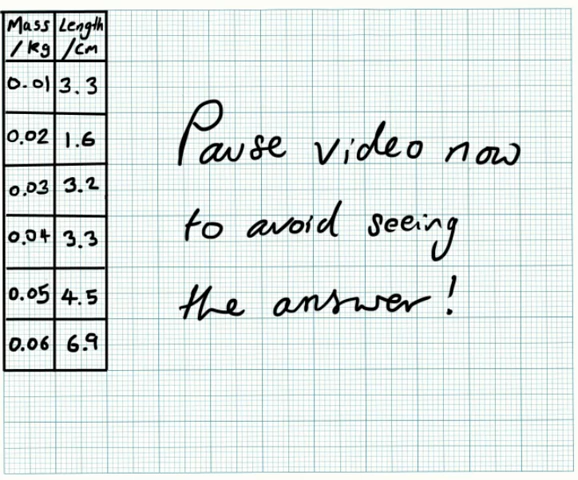 Mass / kg Length / cm
0.01 3.3
0.02 1.6
0.03 3.2
0.04 3.3
0.05 4.5
0.06 6.9
Pause video now
to avoid seeing
the answer!